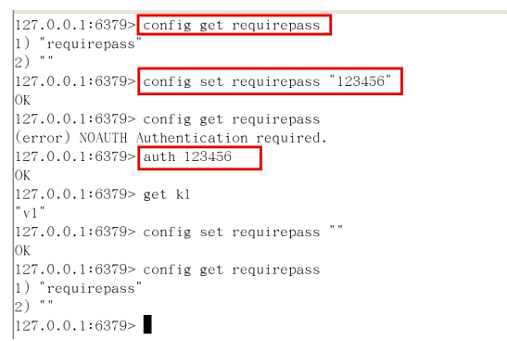 127.0.0.1:6379> config get requirepass
1) "requirepass"
2) ""
127.0.0.1:6379> config set requirepass "123456"
OK
127.0.0.1:6379> config get requirepass
(error) NOAUTH Authentication required.
127.0.0.1:6379> auth 123456
OK
127.0.0.1:6379> get k1
"v1"
127.0.0.1:6379> config set requirepass ""
OK
127.0.0.1:6379> config get requirepass
1) "requirepass"
2) ""
127.0.0.1:6379>